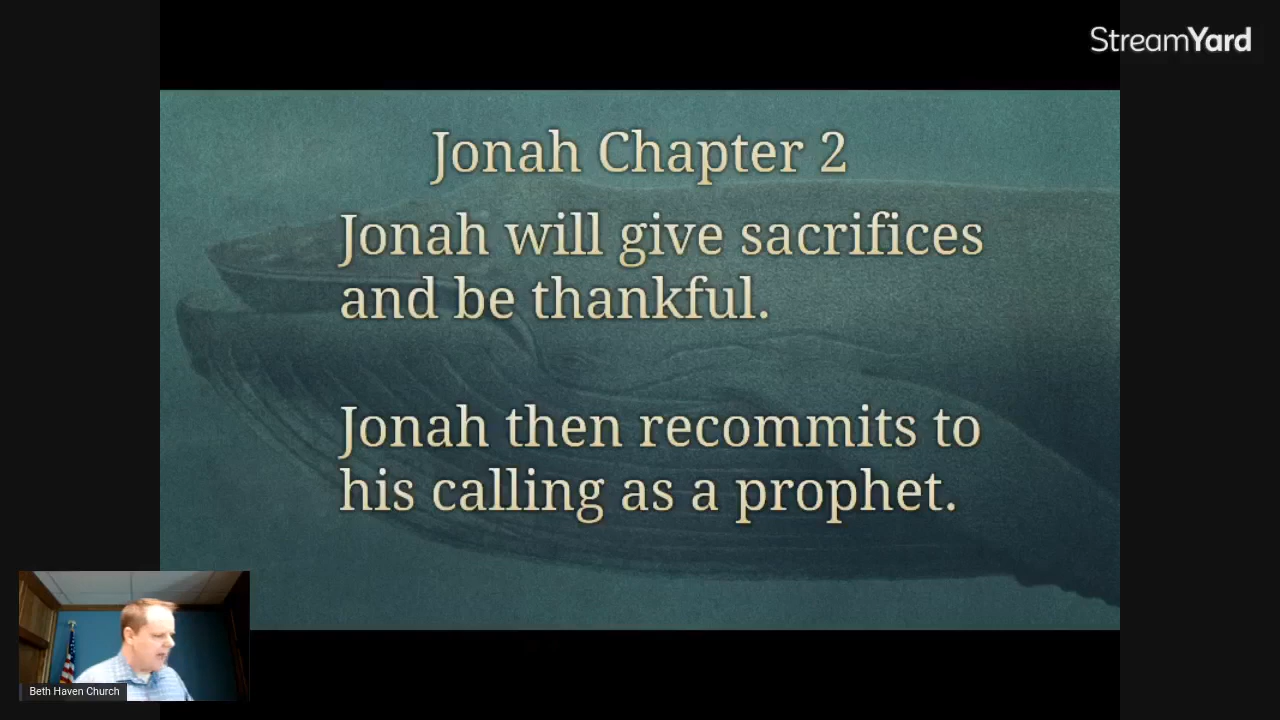 StreamYard
Jonah Chapter 2
Jonah will give sacrifices
and be thankful.
Jonah then recommits to
his calling as a prophet.
Beth Haven Church